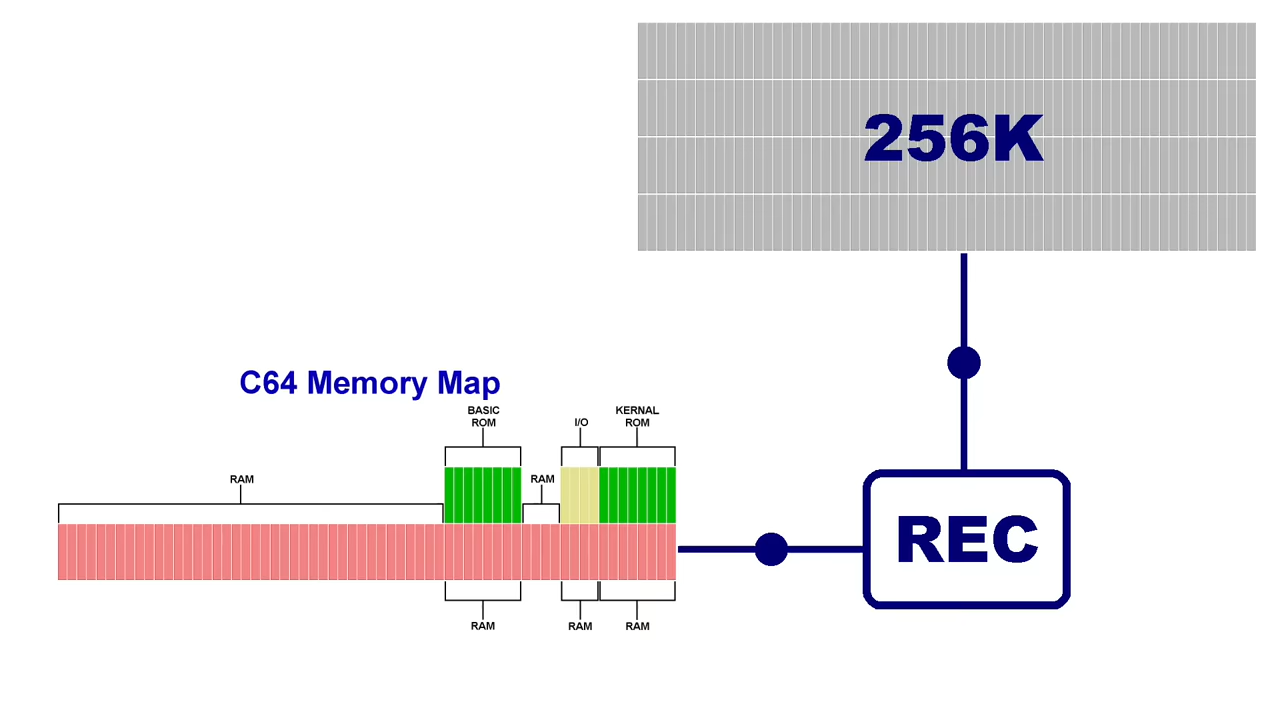 256K
C64 Memory Map
BASIC
ROM
I/O
KERNAL
ROM
RAM
RAM
REC
RAM
RAM
RAM